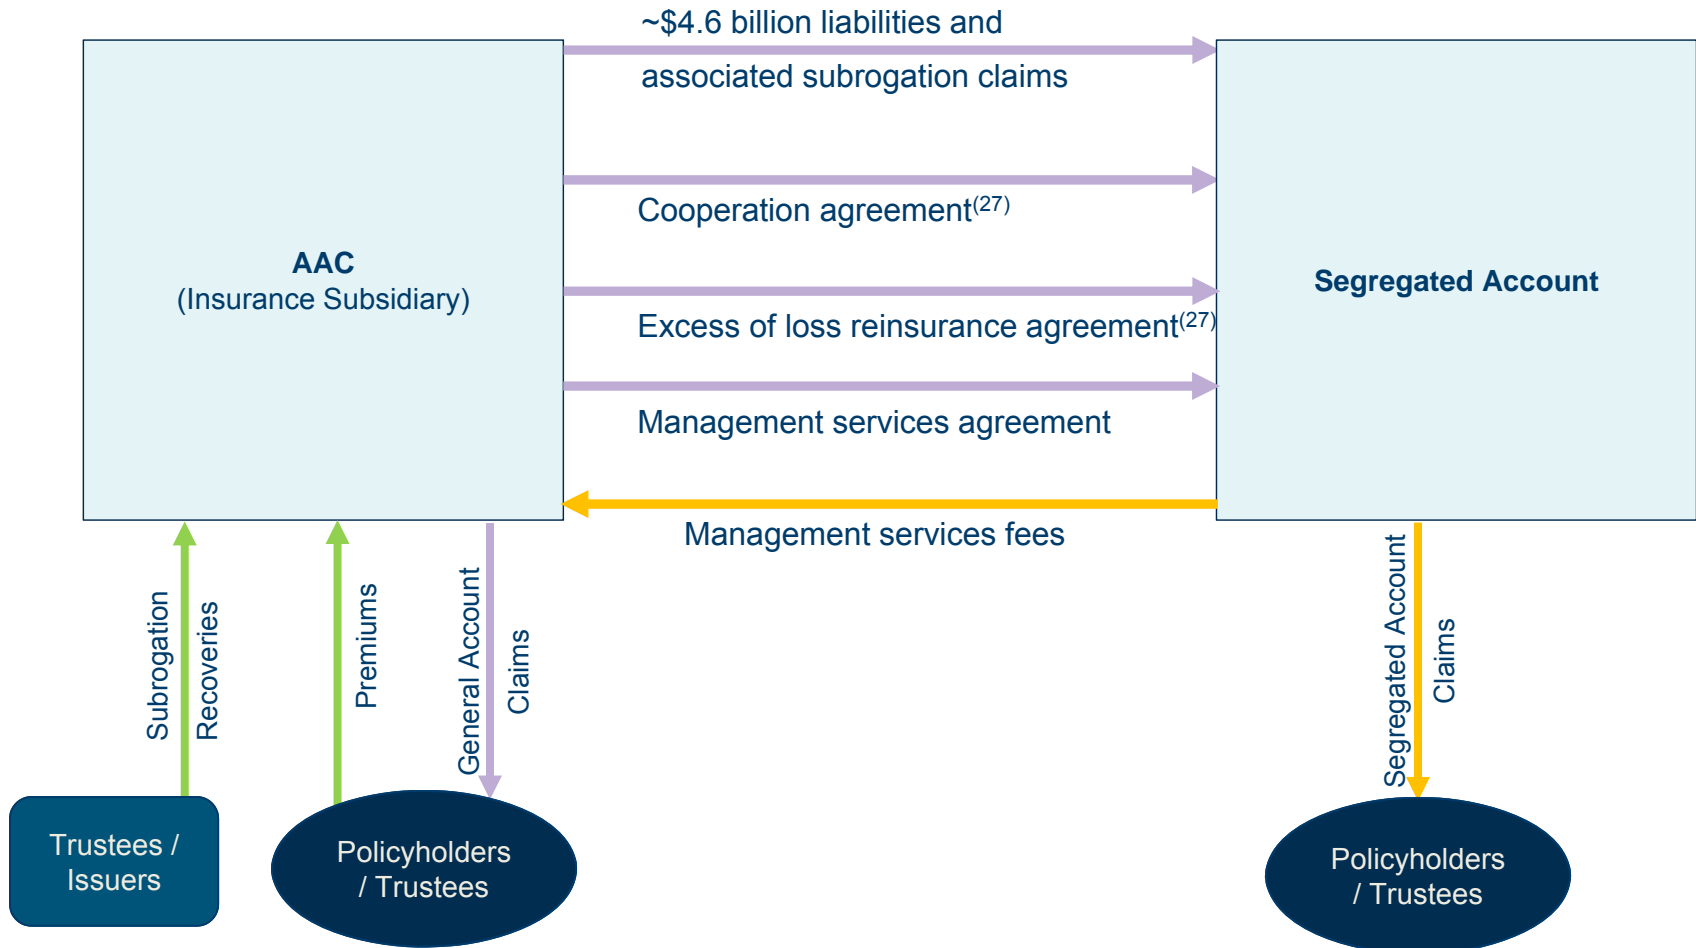 ~$4.6 billion liabilities and
associated subrogation claims
Cooperation agreement(27)
AAC
(Insurance Subsidiary)
Segregated Account
Excess of loss reinsurance agreement(27)
Management services agreement
Management services fees
Subrogation
Recoveries
Premiums
General Account
Claims
Segregated Account
Claims
Trustees /
Issuers
Policyholders
/ Trustees
Policyholders
/ Trustees